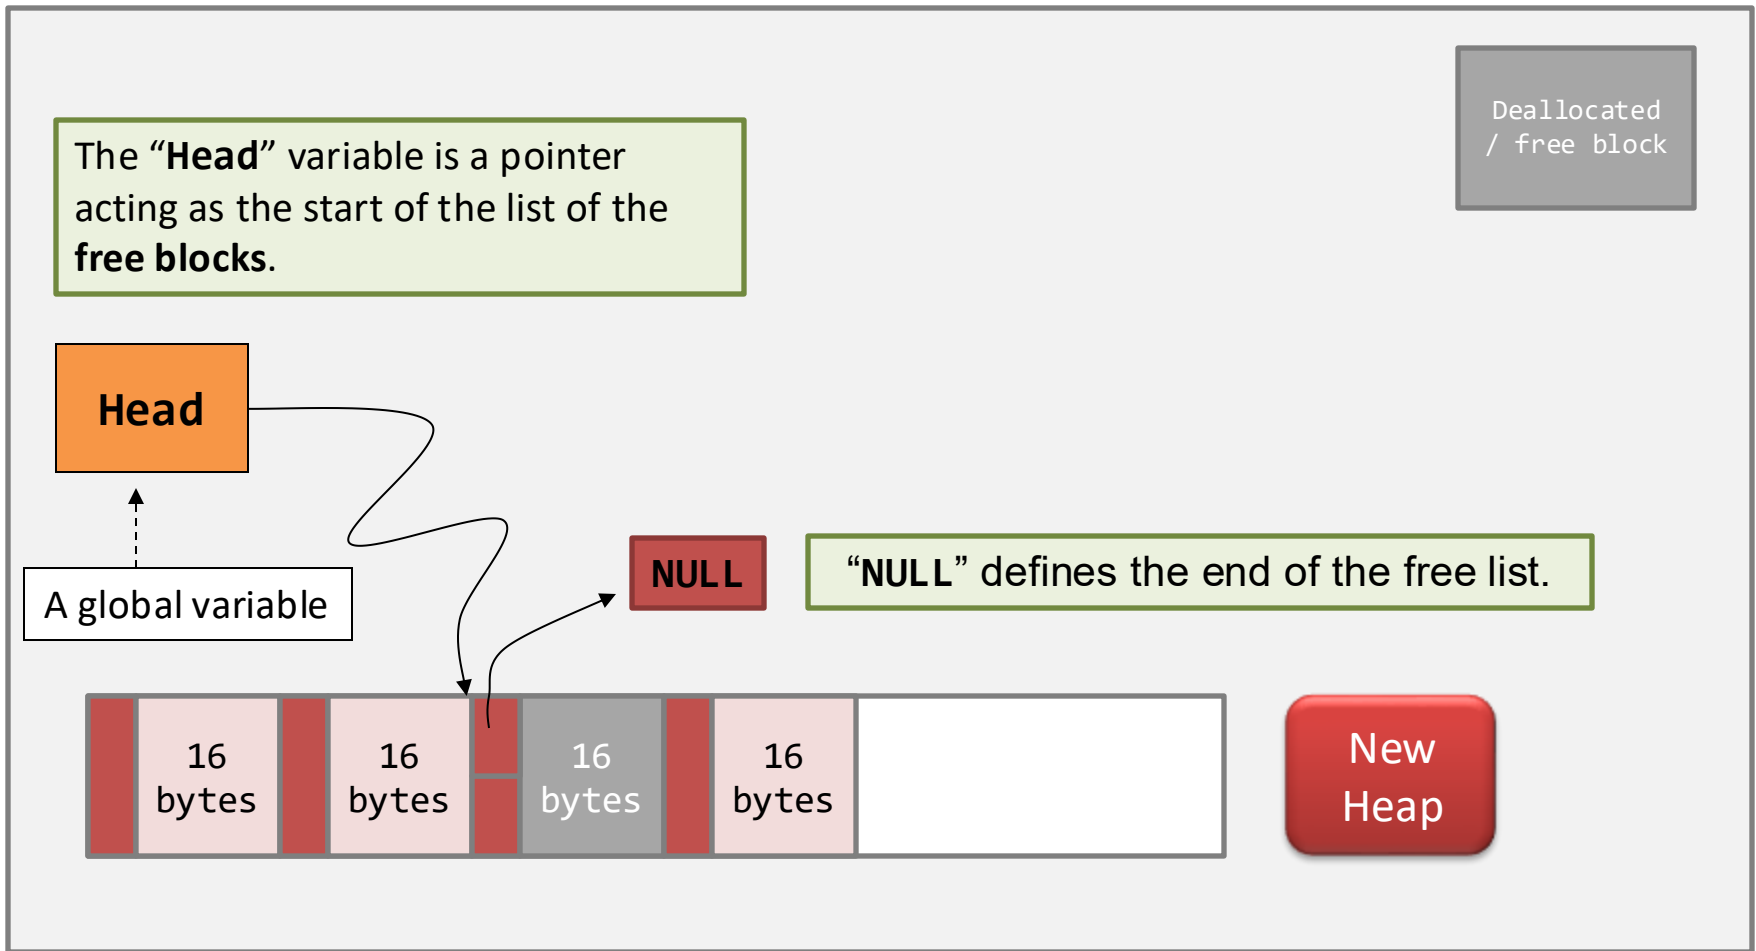 Deallocated
/ free block
The “Head” variable is a pointer
acting as the start of the list of the
free blocks.
Head
NULL
“NULL” defines the end of the free list.
A global variable
16
bytes
16
bytes
16
bytes
16
bytes
New
Heap